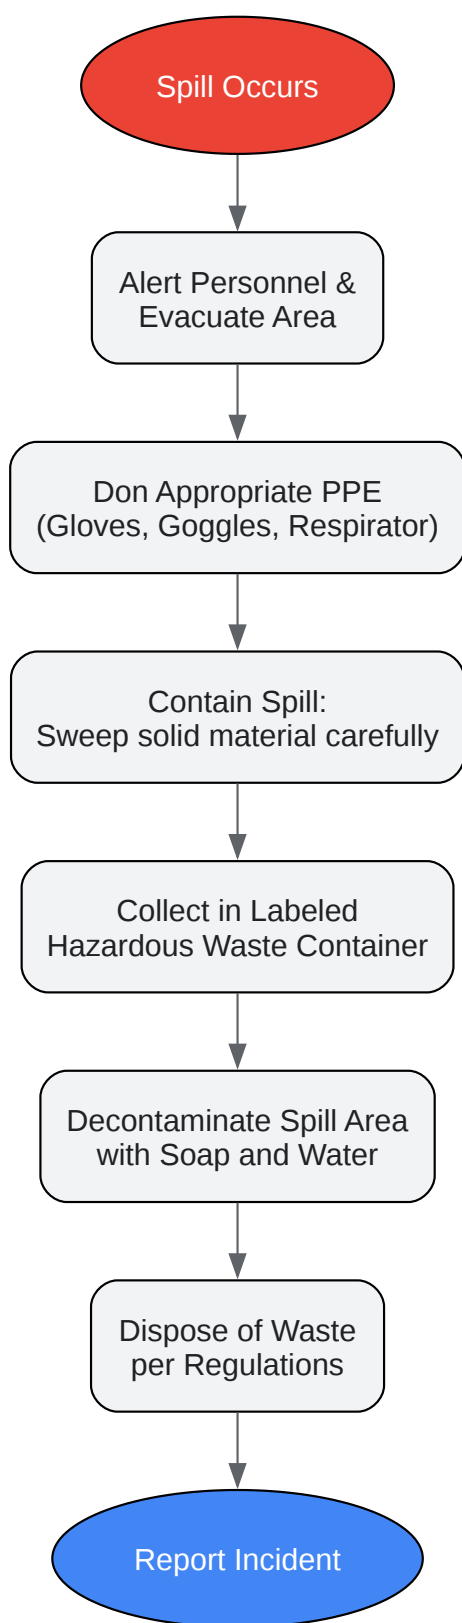 Spill Occurs
Alert Personnel &
Evacuate Area
Don Appropriate PPE
(Gloves, Goggles, Respirator)
Contain Spill:
Sweep solid material carefully
Collect in Labeled
Hazardous Waste Container
Decontaminate Spill Area
with Soap and Water
Dispose of Waste
per Regulations
Report Incident